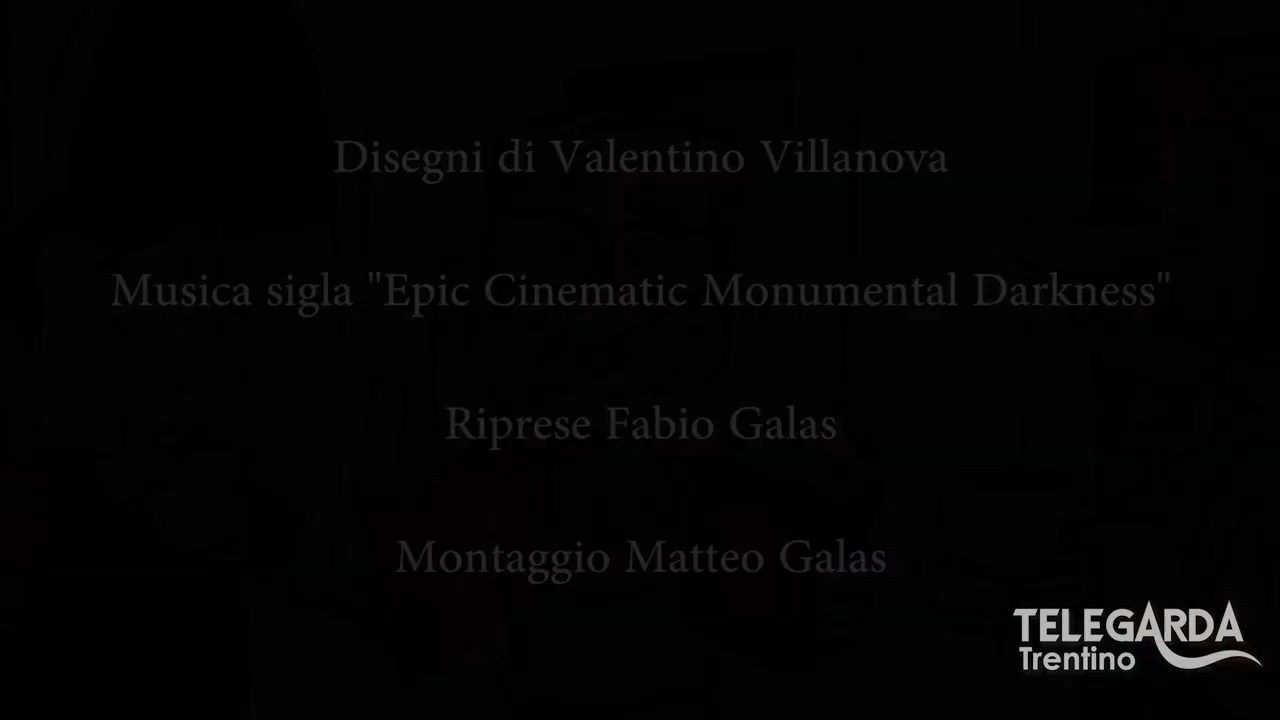 Disegni di Valentino Villanova
Musica sigla "Epic Cinematic Monumental Darkness"
Riprese Fabio Galas
Montaggio Matteo Galas
TELEGARDA
Trentino